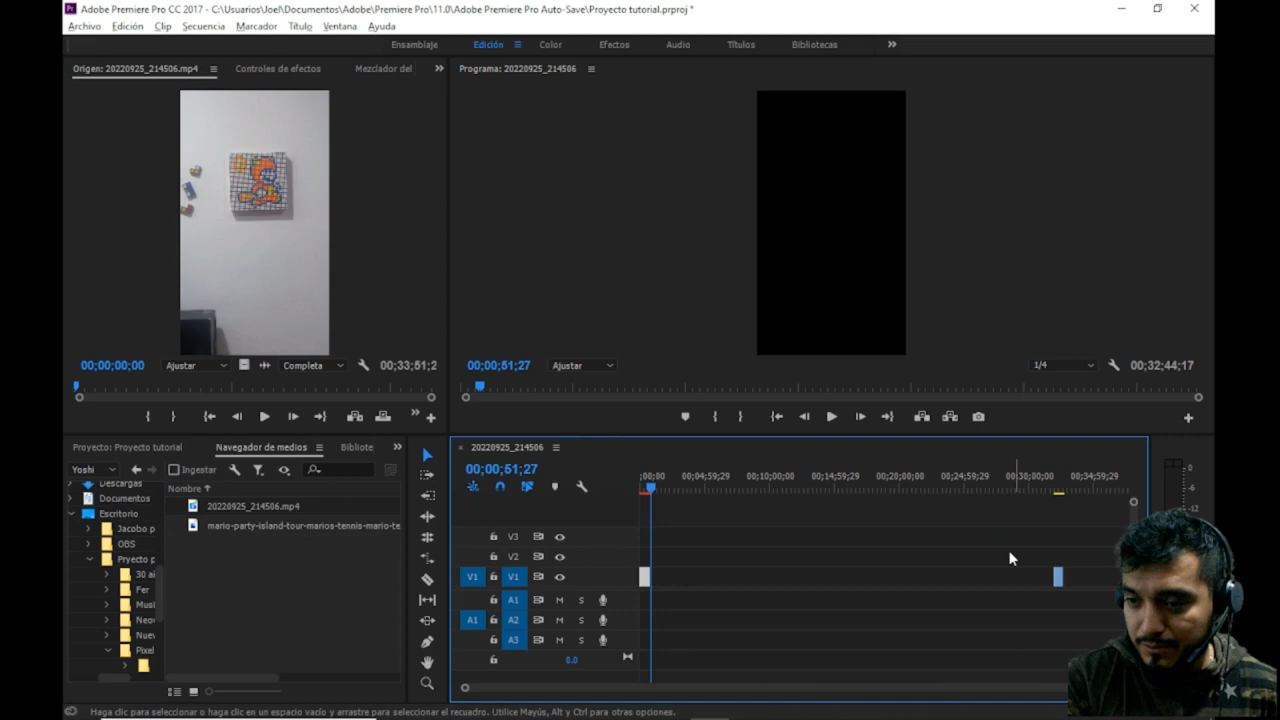 Adobe Premiere Pro CC 2017 - C:\Usuarios\Joel\Documentos\Adobe\Premiere Pro\11.0\Adobe Premiere Pro Auto-Save\Proyecto tutorial.prproj *
Archivo Edición Clip Secuencia Marcador Título Ventana Ayuda
Ensamblaje Edición Color Efectos Audio Títulos Bibliotecas
Origen: 20220925_214506.mp4 Controles de efectos Mezclador del
Programa: 20220925_214506
00;00;00;00 Ajustar Completa 00;33;51;2
00;00;51;27 Ajustar 1/4 00;32;44;17
Proyecto: Proyecto tutorial Navegador de medios Bibliote
Yoshi Ingestar
Nombre
Descargas
Documentos
Escritorio
Jacobo p
OBS
Pryecto p
30 ai
Fer
Musi
Neo
Nue
Pixel
20220925_214506.mp4
mario-party-island-tour-marios-tennis-mario-te
20220925_214506
00;00;51;27
;00;00 00;04;59;29 00;10;00;00 00;14;59;29 00;20;00;00 00;24;59;29 00;30;00;00 00;34;59;29
V3
V2
V1 V1
A1 M S
A1 A2 M S
A3 M S
0,0
0
-6
-12
Haga clic para seleccionar o haga clic en un espacio vacío y arrastre para seleccionar el recuadro. Utilice Mayús, Alt y Ctrl para otras opciones.